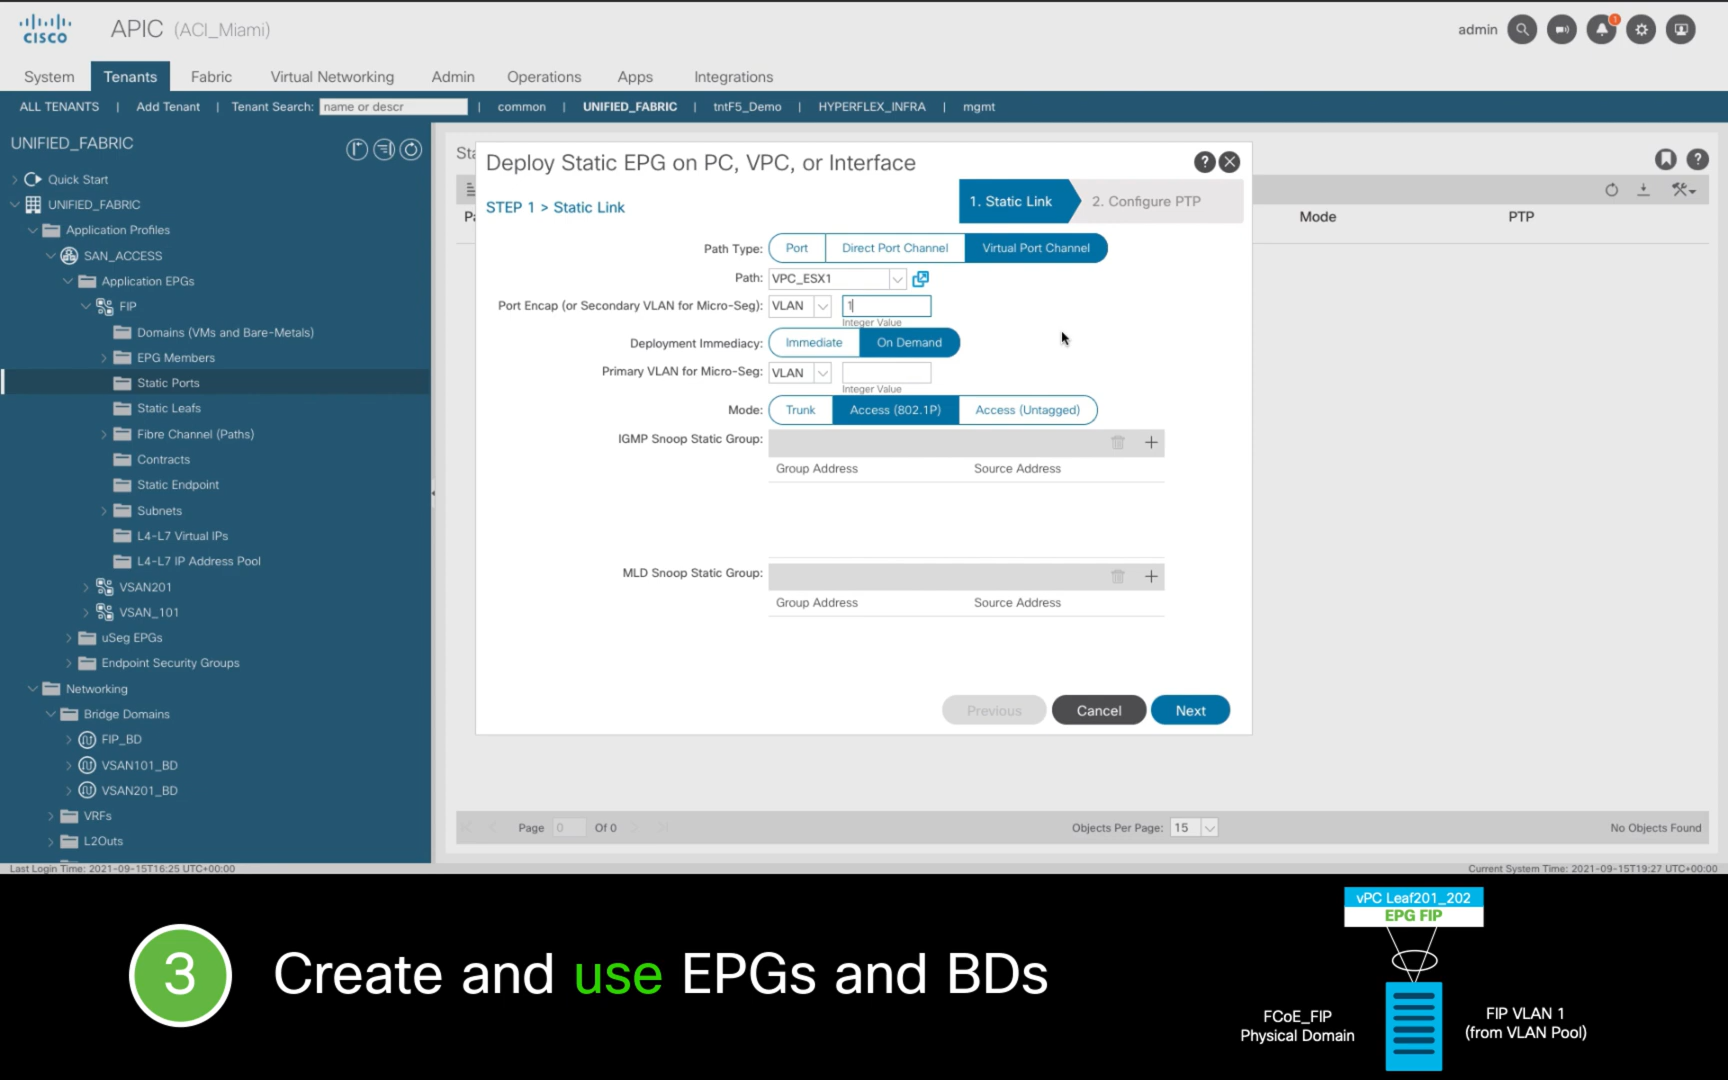 CISCO
APIC (ACI_Miami)
admin
1
System Tenants Fabric Virtual Networking Admin Operations Apps Integrations
ALL TENANTS | Add Tenant | Tenant Search: name or descr | common | UNIFIED_FABRIC | tntF5_Demo | HYPERFLEX_INFRA | mgmt
UNIFIED_FABRIC
Quick Start
UNIFIED_FABRIC
Application Profiles
SAN_ACCESS
Application EPGs
FIP
Domains (VMs and Bare-Metals)
EPG Members
Static Ports
Static Leafs
Fibre Channel (Paths)
Contracts
Static Endpoint
Subnets
L4-L7 Virtual IPs
L4-L7 IP Address Pool
VSAN201
VSAN_101
uSeg EPGs
Endpoint Security Groups
Networking
Bridge Domains
FIP_BD
VSAN101_BD
VSAN201_BD
VRFs
L2Outs
Sta
Pa
Mode PTP
Deploy Static EPG on PC, VPC, or Interface
STEP 1 > Static Link
1. Static Link 2. Configure PTP
Path Type: Port Direct Port Channel Virtual Port Channel
Path: VPC_ESX1
Port Encap (or Secondary VLAN for Micro-Seg): VLAN 1
Integer Value
Deployment Immediacy: Immediate On Demand
Primary VLAN for Micro-Seg: VLAN
Integer Value
Mode: Trunk Access (802.1P) Access (Untagged)
IGMP Snoop Static Group:
Group Address Source Address
MLD Snoop Static Group:
Group Address Source Address
Previous Cancel Next
Page 0 Of 0 Objects Per Page: 15 No Objects Found
Last Login Time: 2021-09-15T16:25 UTC+00:00 Current System Time: 2021-09-15T19:27 UTC+00:00
3 Create and use EPGs and BDs
vPC Leaf201_202
EPG FIP
FCoE_FIP
Physical Domain
FIP VLAN 1
(from VLAN Pool)